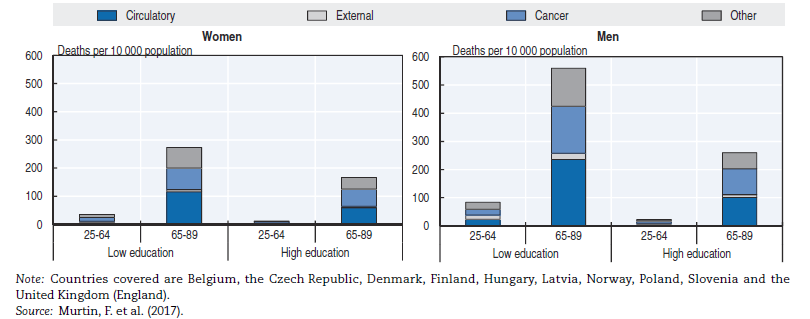 Circulatory External Cancer Other
Women Men
Deaths per 10 000 population Deaths per 10 000 population
600 600
500 500
400 400
300 300
200 200
100 100
0 0
25-64 65-89 25-64 65-89 25-64 65-89 25-64 65-89
Low education High education Low education High education
Note: Countries covered are Belgium, the Czech Republic, Denmark, Finland, Hungary, Latvia, Norway, Poland, Slovenia and the
United Kingdom (England).
Source: Murtin, F. et al. (2017).